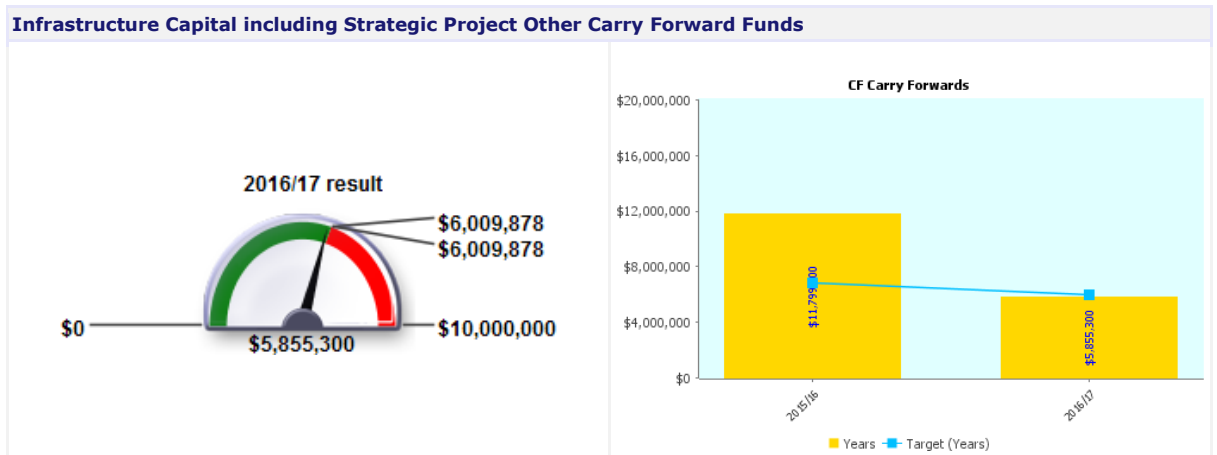 Infrastructure Capital including Strategic Project Other Carry Forward Funds
2016/17 result
$6,009,878
$6,009,878
$0
$10,000,000
$5,855,300
CF Carry Forwards
$20,000,000
$16,000,000
$12,000,000
$8,000,000
$4,000,000
$0
$5,855,300
2015/16
2016/17
Years
Target (Years)